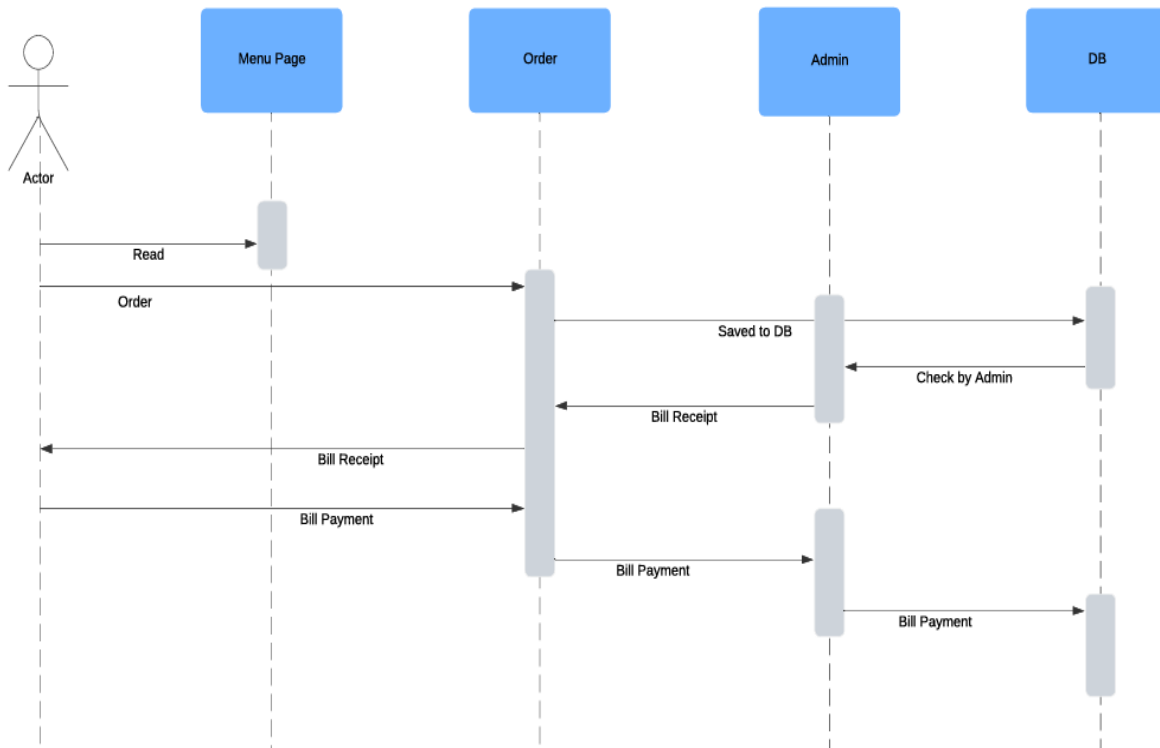 Menu Page
Order
Admin
DB
Actor
Read
Order
Saved to DB
Check by Admin
Bill Receipt
Bill Receipt
Bill Payment
Bill Payment
Bill Payment